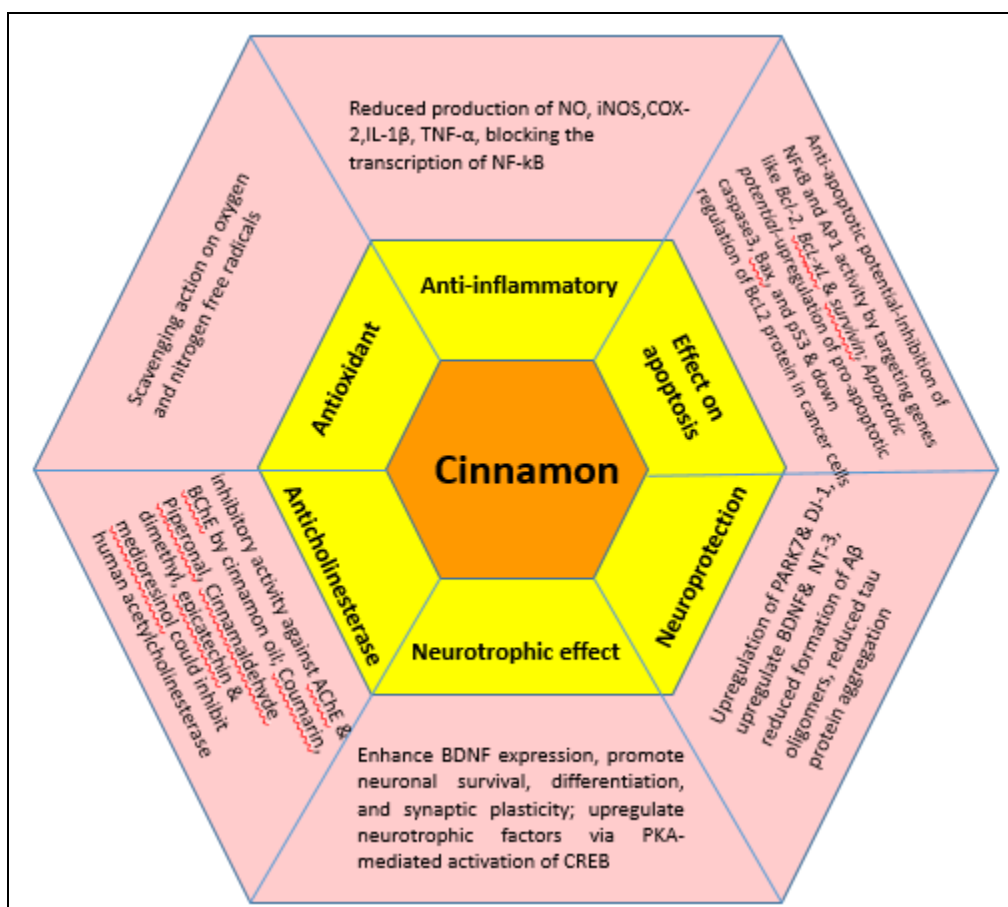 Reduced production of NO, iNOS,COX-
2,IL-1β, TNF-α, blocking the
transcription of NF-kB
Anti-inflammatory
Anti-apoptotic potential-Inhibition of
NFκB and AP1 activity by targeting genes
like Bcl-2, Bcl-xL & survivin; Apoptotic
potential-upregulation of pro-apoptotic
caspase3, Bax, and p53 & down
regulation of BcL2 protein in cancer cells
Effect on
apoptosis
Scavenging action on oxygen
and nitrogen free radicals
Antioxidant
Cinnamon
Inhibitory activity against AChE &
BChE by cinnamon oil; Coumarin,
Piperonal, Cinnamaldehyde
dimethyl, epicatechin &
medioresinol could inhibit
human acetylcholinesterase
Anticholinesterase
Neuroprotection
Upregulation of PARK7& DJ-1,
upregulate BDNF& NT-3,
reduced formation of Aβ
oligomers, reduced tau
protein aggregation
Neurotrophic effect
Enhance BDNF expression, promote
neuronal survival, differentiation,
and synaptic plasticity; upregulate
neurotrophic factors via PKA-
mediated activation of CREB